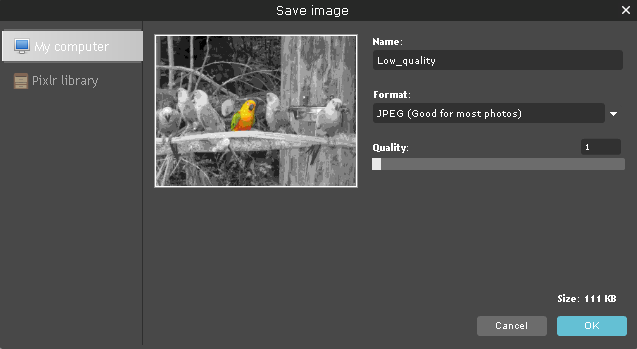 Save image
My computer
Pixlr library
Name:
Low_quality
Format:
JPEG (Good for most photos)
Quality:
1
Size: 111 KB
Cancel
OK